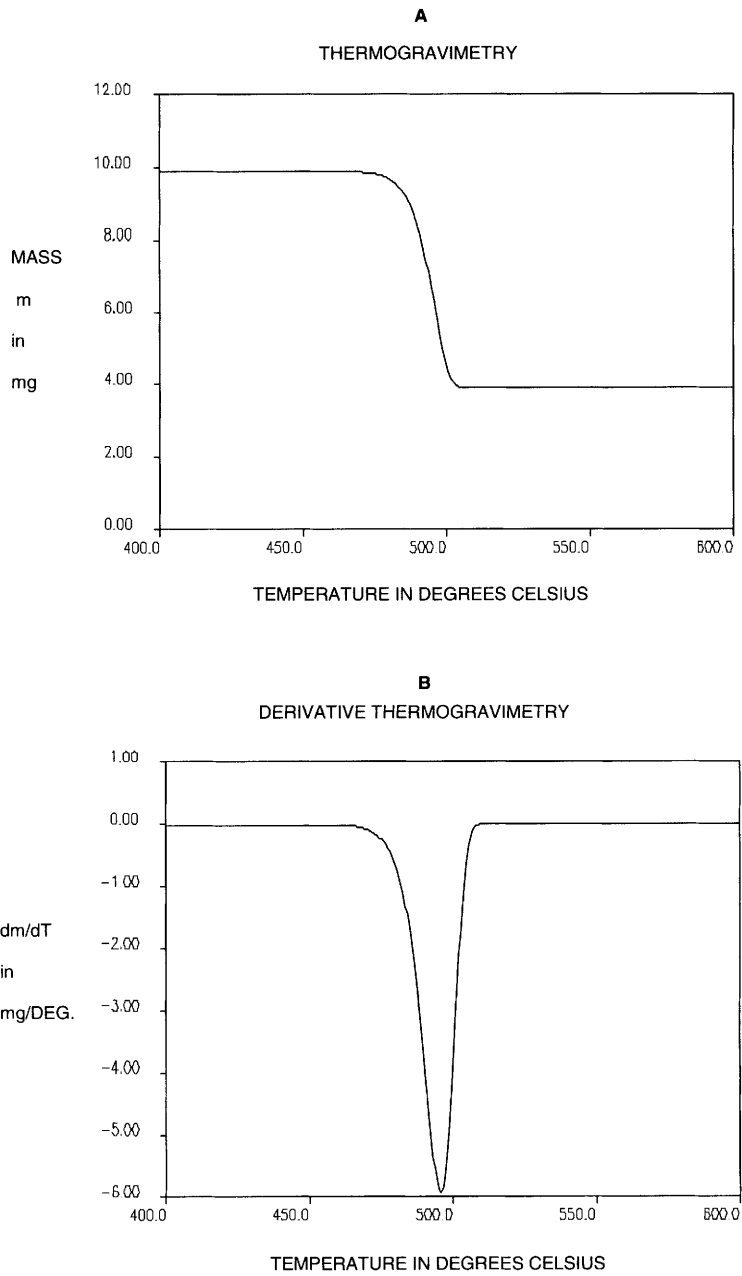 A
THERMOGRAVIMETRY
12.00
10.00
8.00
6.00
4.00
2.00
0.00
MASS
m
in
mg
400.0 450.0 500.0 550.0 600.0
TEMPERATURE IN DEGREES CELSIUS
B
DERIVATIVE THERMOGRAVIMETRY
1.00
0.00
-1.00
-2.00
-3.00
-4.00
-5.00
-6.00
dm/dT
in
mg/DEG.
400.0 450.0 500.0 550.0 600.0
TEMPERATURE IN DEGREES CELSIUS